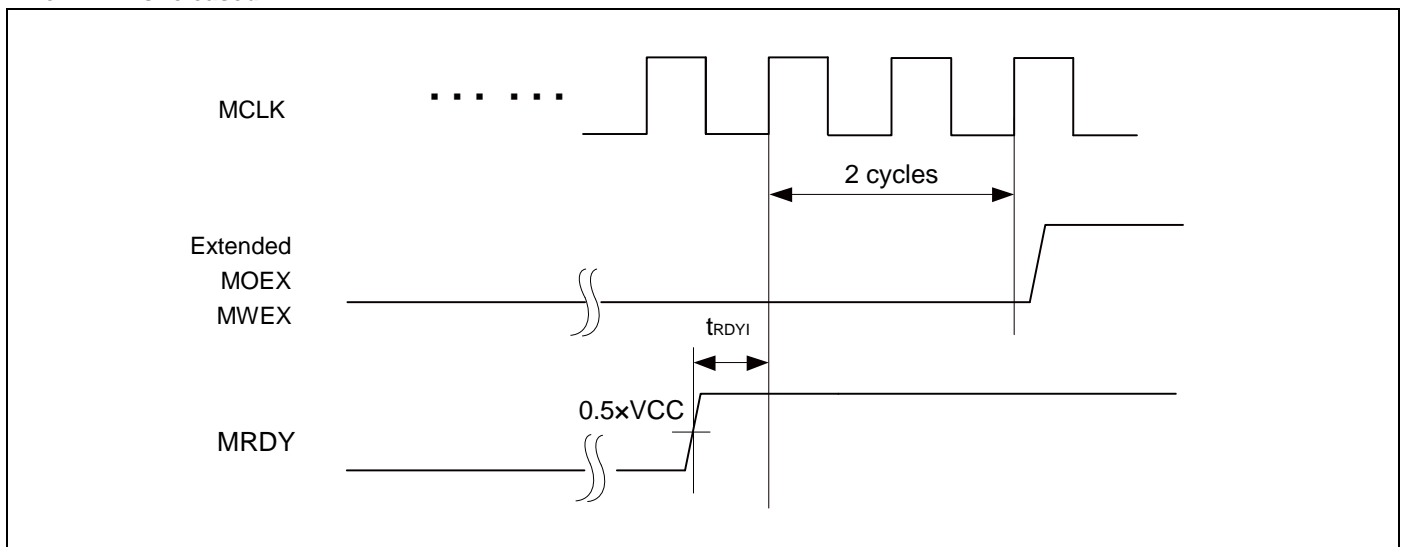 MCLK
... ...
2 cycles
Extended
MOEX
MWEX
tRDYI
0.5×VCC
MRDY